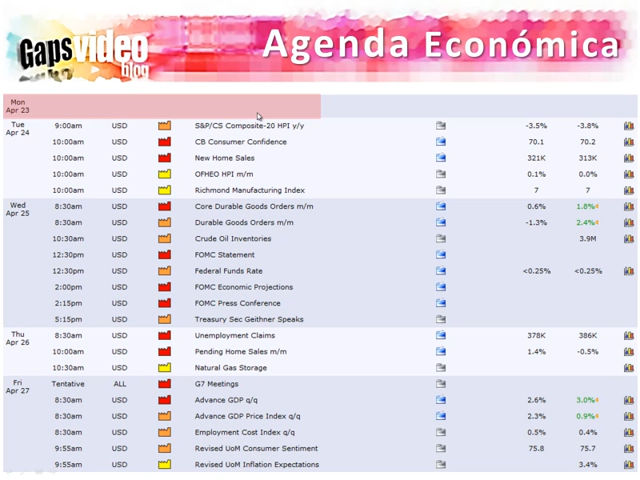 Gapsvideo
blog
Agenda Económica
Mon
Apr 23
Tue
Apr 24
9:00am USD S&P/CS Composite-20 HPI y/y -3.5% -3.8%
10:00am USD CB Consumer Confidence 70.1 70.2
10:00am USD New Home Sales 321K 313K
10:00am USD OFHEO HPI m/m 0.1% 0.0%
10:00am USD Richmond Manufacturing Index 7 7
Wed
Apr 25
8:30am USD Core Durable Goods Orders m/m 0.6% 1.8%
8:30am USD Durable Goods Orders m/m -1.3% 2.4%
10:30am USD Crude Oil Inventories 3.9M
12:30pm USD FOMC Statement
12:30pm USD Federal Funds Rate <0.25% <0.25%
2:00pm USD FOMC Economic Projections
2:15pm USD FOMC Press Conference
5:15pm USD Treasury Sec Geithner Speaks
Thu
Apr 26
8:30am USD Unemployment Claims 378K 386K
10:00am USD Pending Home Sales m/m 1.4% -0.5%
10:30am USD Natural Gas Storage
Fri
Apr 27
Tentative ALL G7 Meetings
8:30am USD Advance GDP q/q 2.6% 3.0%
8:30am USD Advance GDP Price Index q/q 2.3% 0.9%
8:30am USD Employment Cost Index q/q 0.5% 0.4%
9:55am USD Revised UoM Consumer Sentiment 75.8 75.7
9:55am USD Revised UoM Inflation Expectations 3.4%